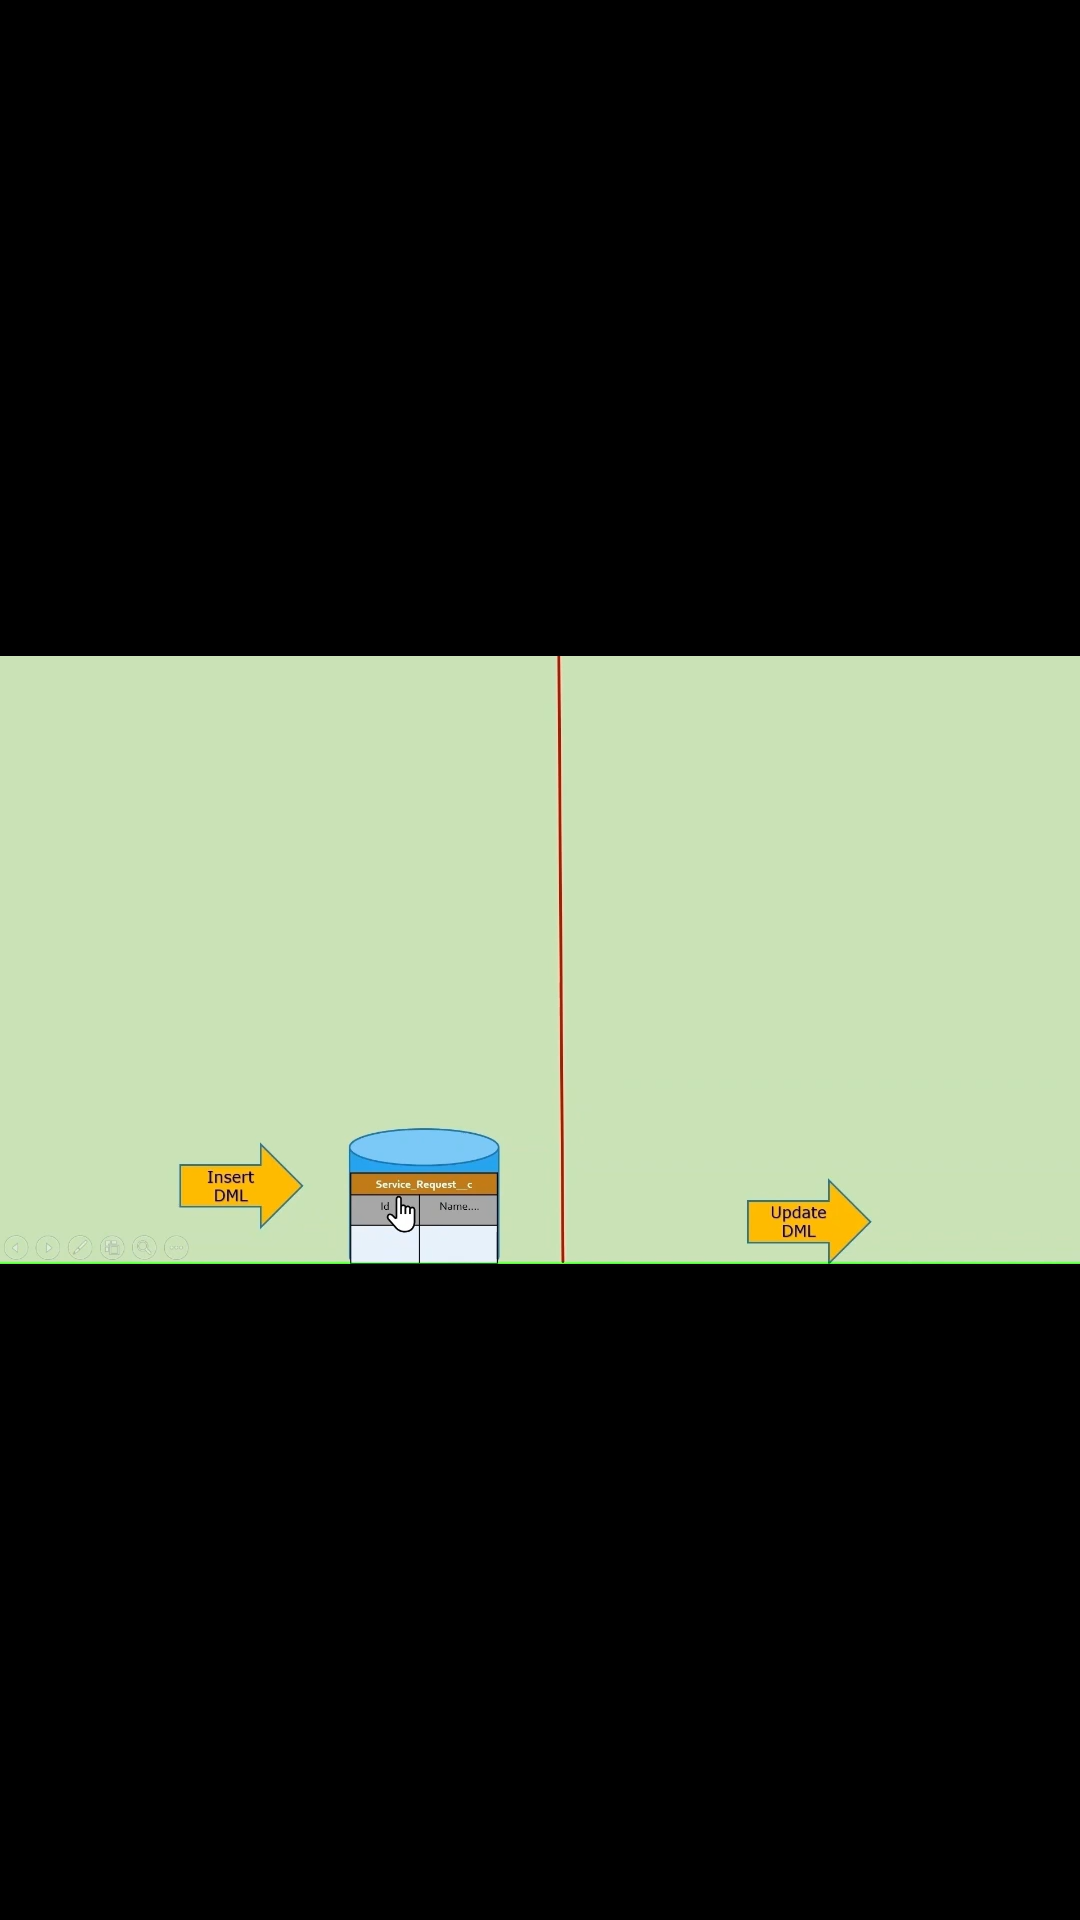 Insert
DML
Service_Request__c
Id
Name....
Update
DML